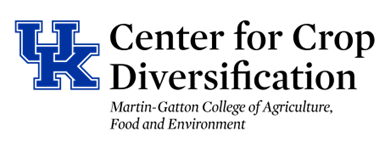 UK
Center for Crop
Diversification
Martin-Gatton College of Agriculture,
Food and Environment